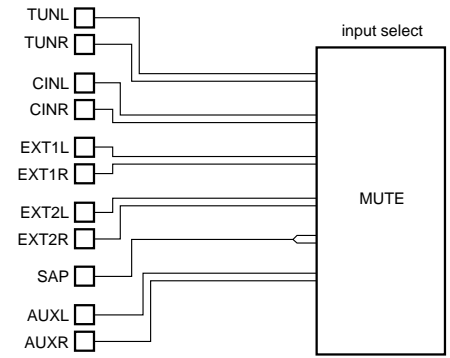 TUNL
input select
TUNR
CINL
CINR
EXT1L
EXT1R
MUTE
EXT2L
EXT2R
SAP
AUXL
AUXR